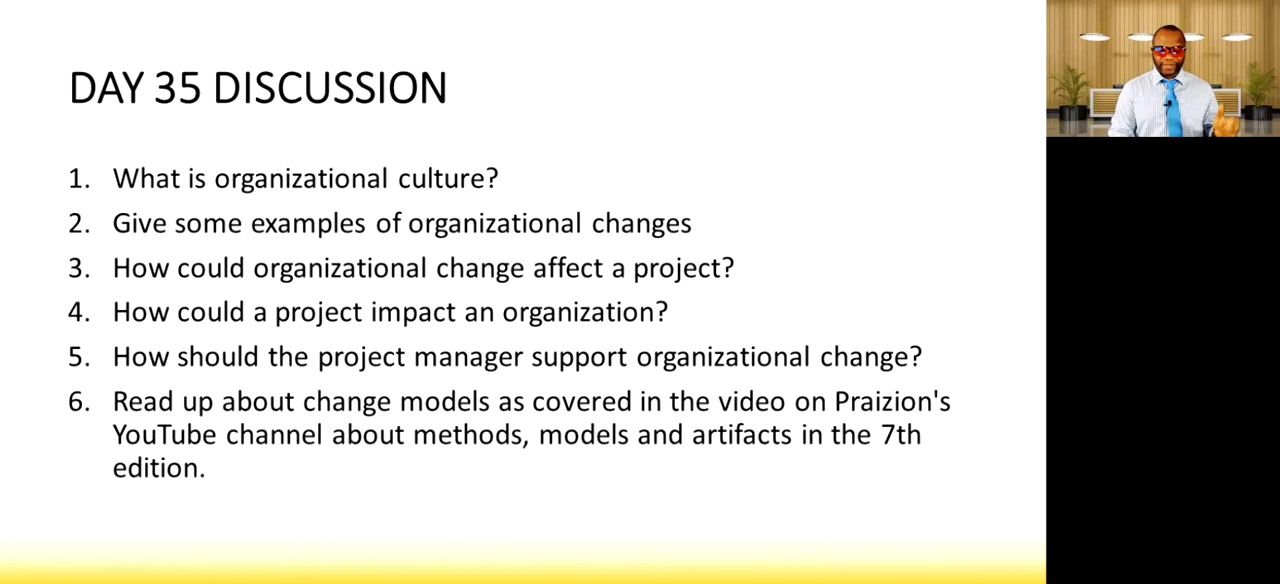 DAY 35 DISCUSSION
1. What is organizational culture?
2. Give some examples of organizational changes
3. How could organizational change affect a project?
4. How could a project impact an organization?
5. How should the project manager support organizational change?
6. Read up about change models as covered in the video on Praizion's
YouTube channel about methods, models and artifacts in the 7th
edition.